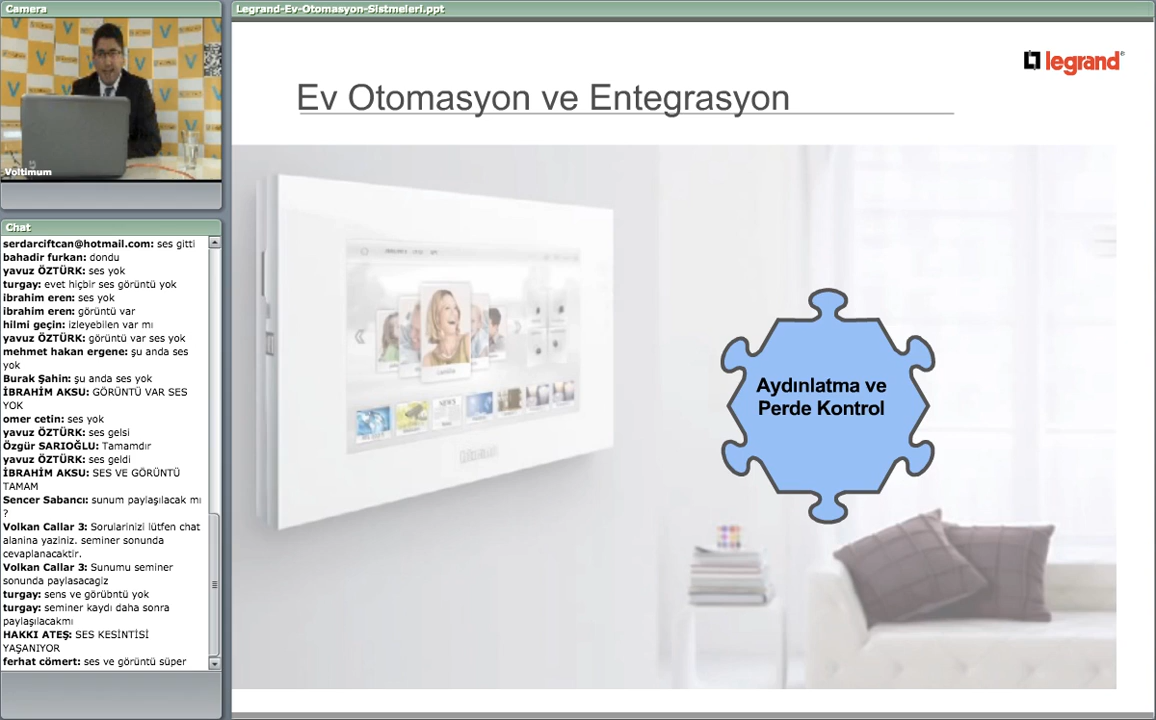 Camera
Voltimum
Chat
serdarciftcan@hotmail.com: ses gitti
bahadir furkan: dondu
yavuz ÖZTÜRK: ses yok
turgay: evet hiçbir ses görüntü yok
ibrahim eren: ses yok
ibrahim eren: görüntü var
hilmi geçin: izleyebilen var mı
yavuz ÖZTÜRK: görüntü var ses yok
mehmet hakan ergene: şu anda ses
yok
Burak Şahin: şu anda ses yok
İBRAHİM AKSU: GÖRÜNTÜ VAR SES
YOK
omer cetin: ses yok
yavuz ÖZTÜRK: ses gelsi
Özgür SARIOĞLU: Tamamdır
yavuz ÖZTÜRK: ses geldi
İBRAHİM AKSU: SES VE GÖRÜNTÜ
TAMAM
Sencer Sabancı: sunum paylaşılacak mı
?
Volkan Callar 3: Sorularinizi lütfen chat
alanina yaziniz. seminer sonunda
cevaplanacaktir.
Volkan Callar 3: Sunumu seminer
sonunda paylasacagiz
turgay: sens ve görübntü yok
turgay: seminer kaydı daha sonra
paylaşılacakmı
HAKKI ATEŞ: SES KESİNTİSİ
YAŞANIYOR
ferhat cömert: ses ve görüntü süper
Legrand-Ev-Otomasyon-Sistmeleri.ppt
legrand®
Ev Otomasyon ve Entegrasyon
NEWS
Aydınlatma ve
Perde Kontrol